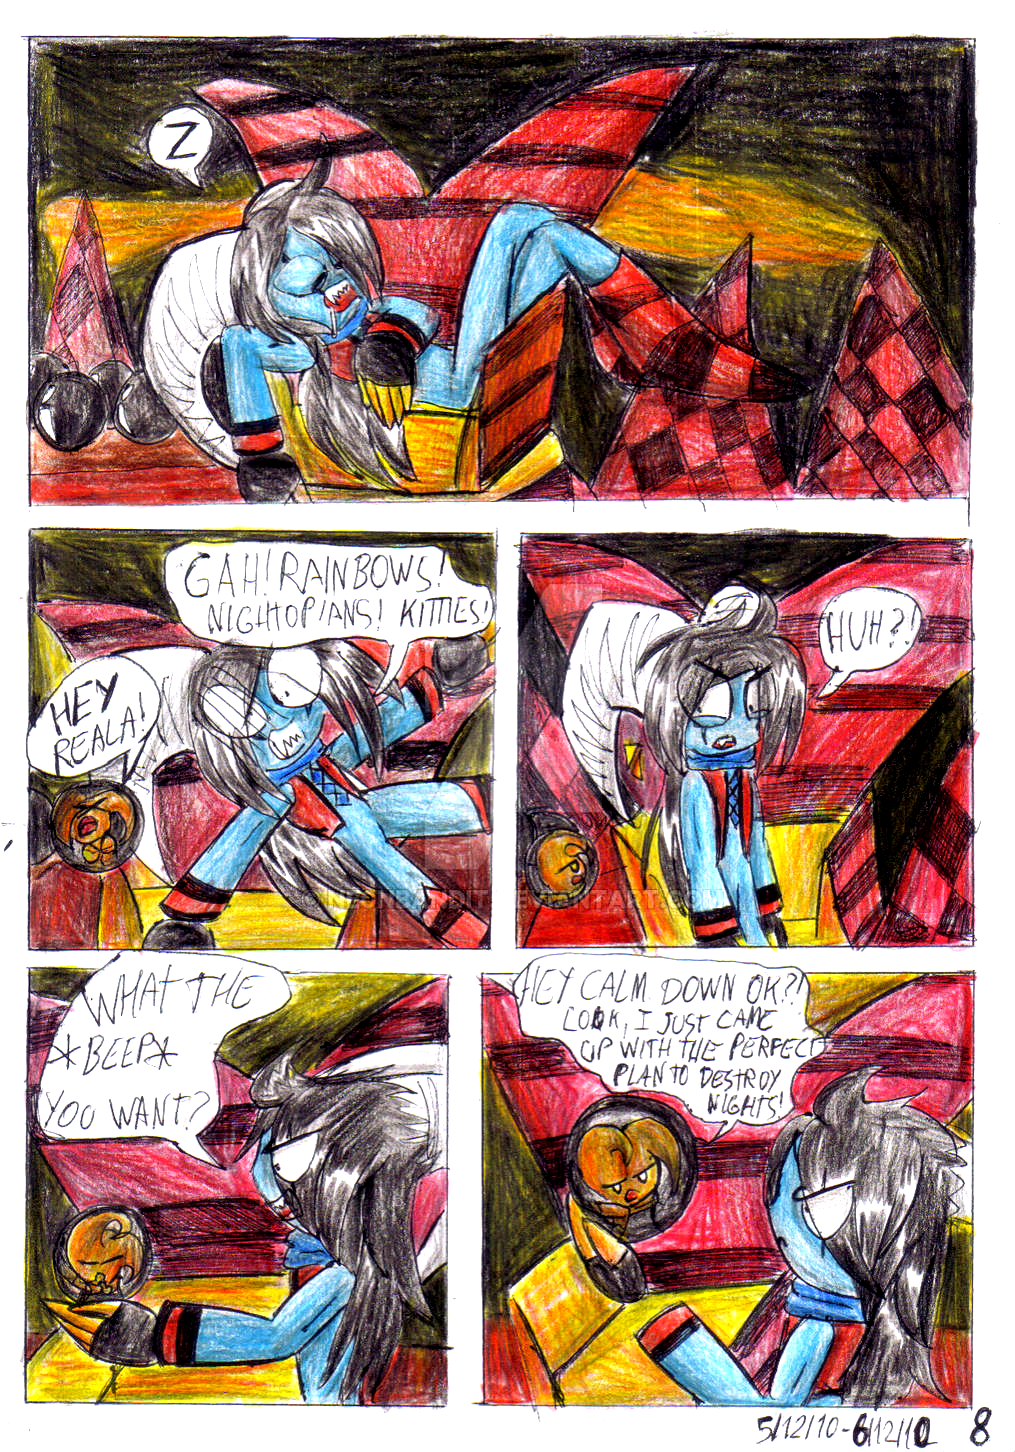 Z
GAH! RAINBOWS!
NIGHTOPIANS! KITTIES!
HEY
REALA!
HUH?!
WHAT THE
*BEEP*
YOU WANT?
HEY CALM DOWN OK?!
LOOK, I JUST CAME
UP WITH THE PERFECT
PLAN TO DESTROY
NIGHTS!
5/12/10-6/12/10 8